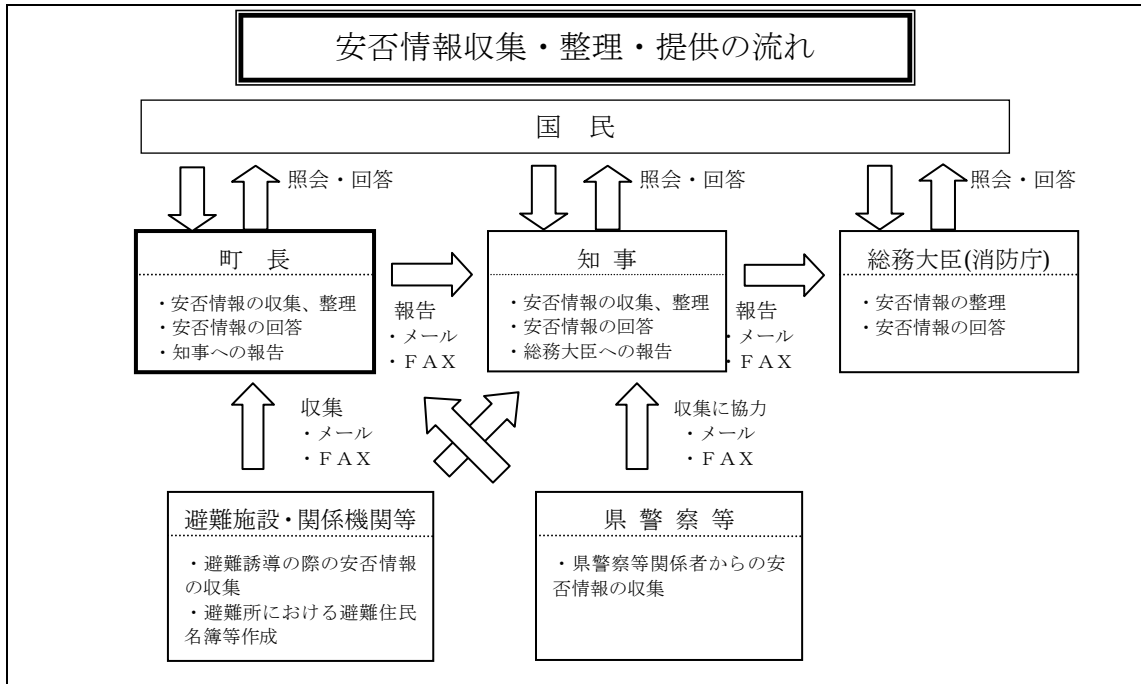 安否情報収集・整理・提供の流れ
国 民
照会・回答
照会・回答
照会・回答
町 長
・安否情報の収集、整理
・安否情報の回答
・知事への報告
報告
・メール
・ＦＡＸ
知 事
・安否情報の収集、整理
・安否情報の回答
・総務大臣への報告
報告
・メール
・ＦＡＸ
総務大臣(消防庁)
・安否情報の整理
・安否情報の回答
収集
・メール
・ＦＡＸ
収集に協力
・メール
・ＦＡＸ
避難施設・関係機関等
・避難誘導の際の安否情報
の収集
・避難所における避難住民
名簿等作成
県 警 察 等
・県警察等関係者からの安
否情報の収集